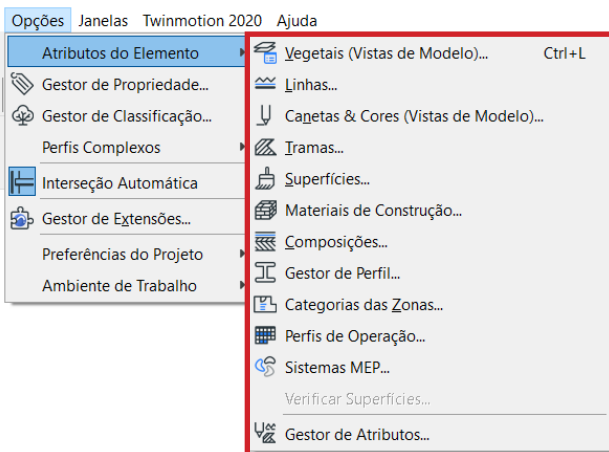 Opções Janelas Twinmotion 2020 Ajuda
Atributos do Elemento
Gestor de Propriedade...
Gestor de Classificação...
Perfis Complexos
Interseção Automática
Gestor de Extensões...
Preferências do Projeto
Ambiente de Trabalho
Vegetais (Vistas de Modelo)... Ctrl+L
Linhas...
Canetas & Cores (Vistas de Modelo)...
Tramas...
Superfícies...
Materiais de Construção...
Composições...
Gestor de Perfil...
Categorias das Zonas...
Perfis de Operação...
Sistemas MEP...
Verificar Superfícies...
Gestor de Atributos...